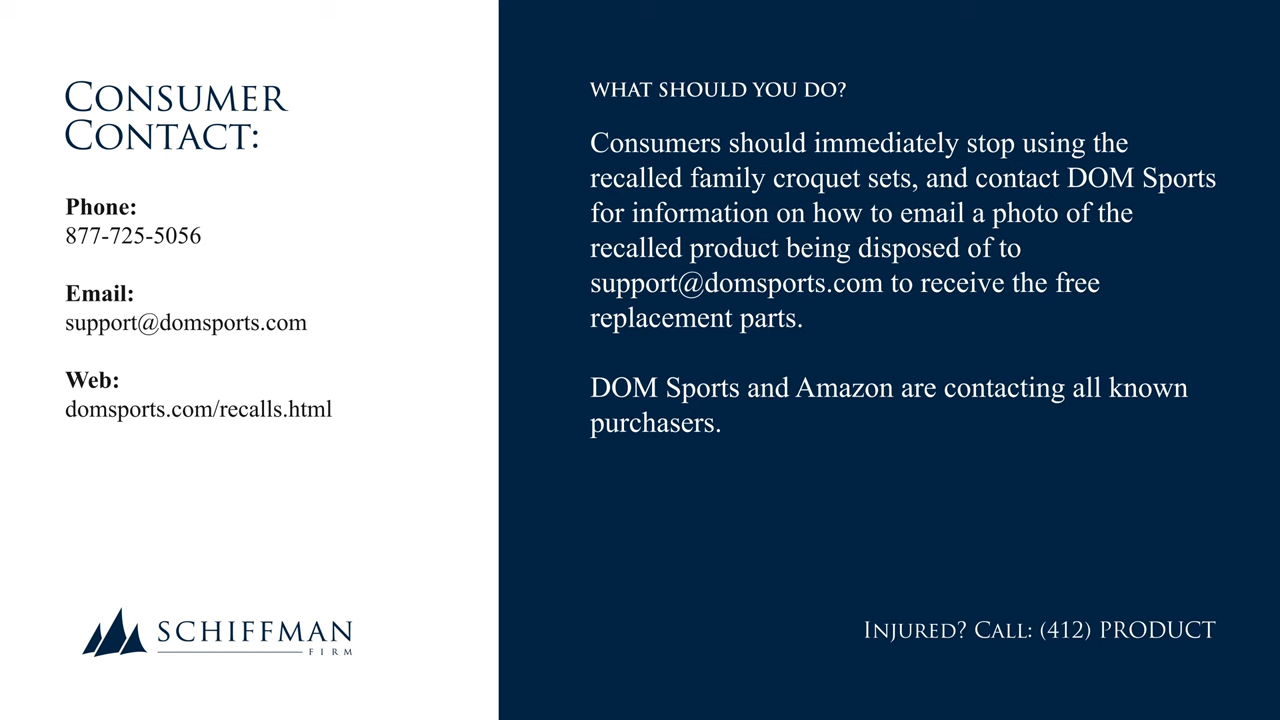 CONSUMER
CONTACT:
Phone:
877-725-5056
Email:
support@domsports.com
Web:
domsports.com/recalls.html
SCHIFFMAN
FIRM
WHAT SHOULD YOU DO?
Consumers should immediately stop using the
recalled family croquet sets, and contact DOM Sports
for information on how to email a photo of the
recalled product being disposed of to
support@domsports.com to receive the free
replacement parts.
DOM Sports and Amazon are contacting all known
purchasers.
INJURED? CALL: (412) PRODUCT